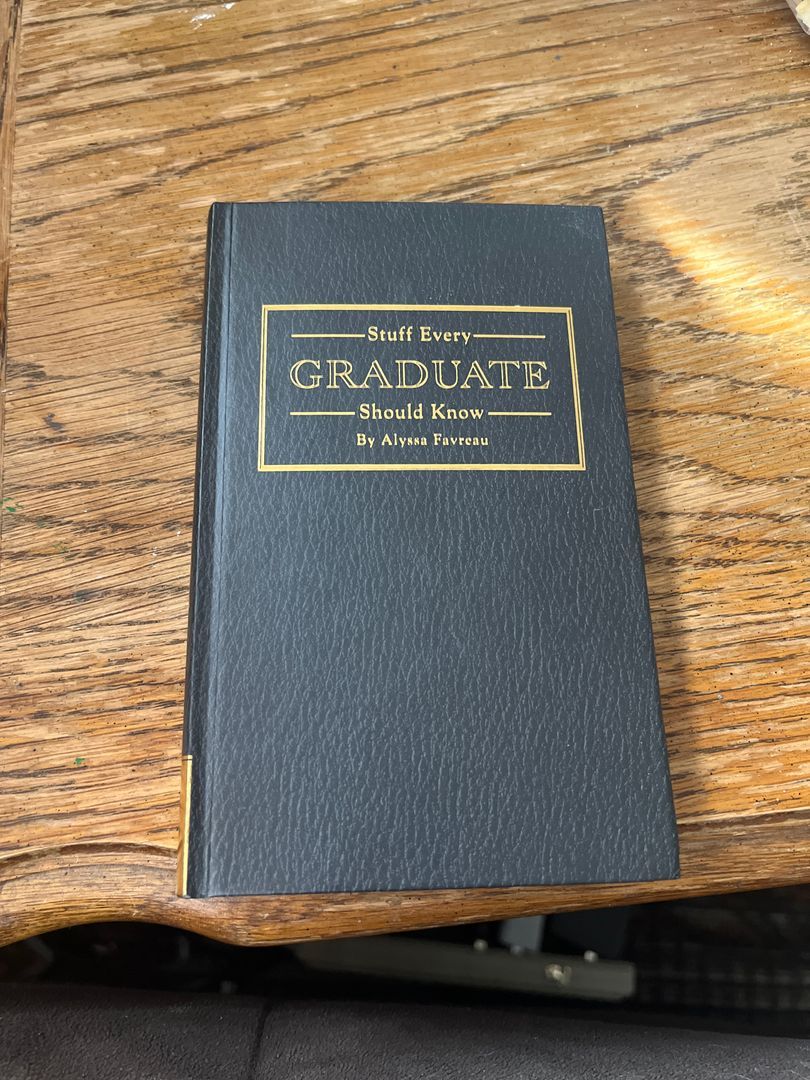 Stuff Every
GRADUATE
Should Know
By Alyssa Favreau